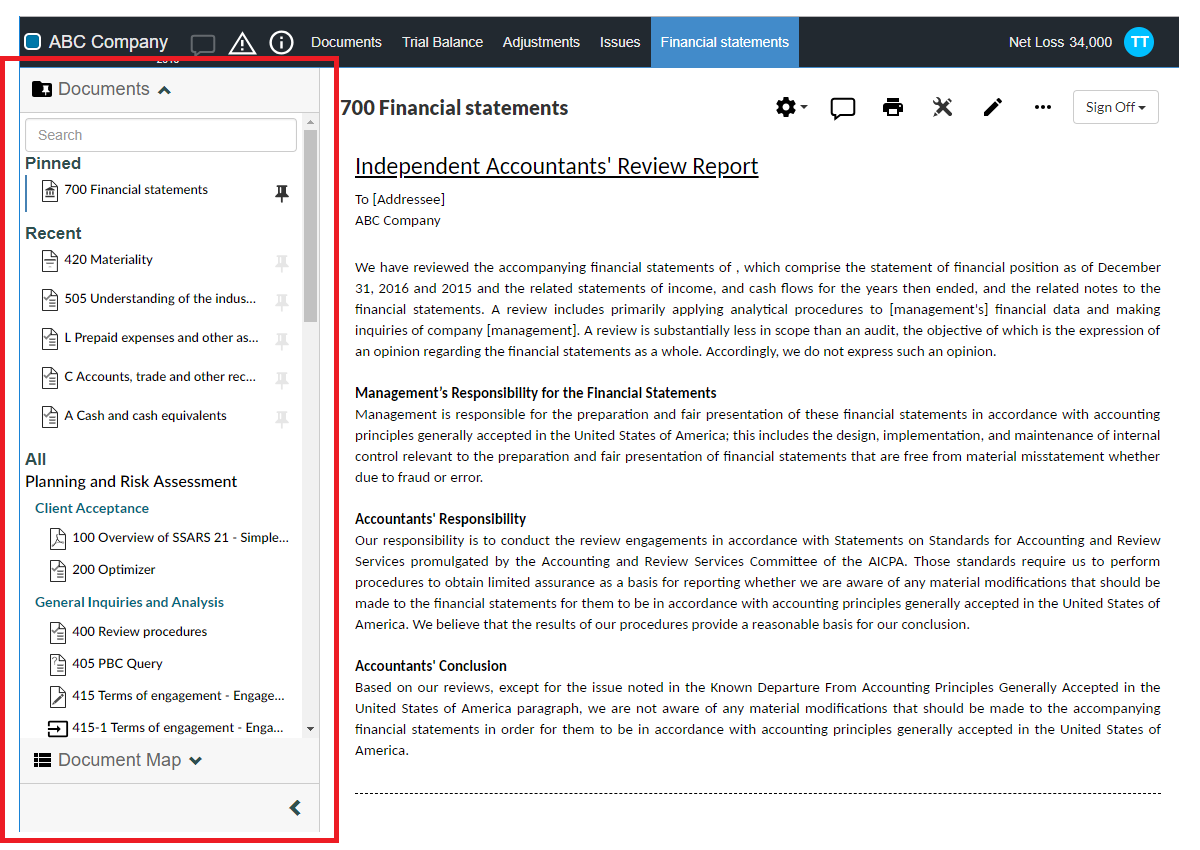 ABC Company
Documents
Trial Balance
Adjustments
Issues
Financial statements
Net Loss 34,000
TT
Documents
Search
Pinned
700 Financial statements
Recent
420 Materiality
505 Understanding of the indus...
L Prepaid expenses and other as...
C Accounts, trade and other rec...
A Cash and cash equivalents
All
Planning and Risk Assessment
Client Acceptance
100 Overview of SSARS 21 - Simple...
200 Optimizer
General Inquiries and Analysis
400 Review procedures
405 PBC Query
415 Terms of engagement - Engage...
415-1 Terms of engagement - Enga...
Document Map
700 Financial statements
Sign Off
Independent Accountants' Review Report
To [Addressee]
ABC Company
We have reviewed the accompanying financial statements of , which comprise the statement of financial position as of December
31, 2016 and 2015 and the related statements of income, and cash flows for the years then ended, and the related notes to the
financial statements. A review includes primarily applying analytical procedures to [management's] financial data and making
inquiries of company [management]. A review is substantially less in scope than an audit, the objective of which is the expression of
an opinion regarding the financial statements as a whole. Accordingly, we do not express such an opinion.
Management’s Responsibility for the Financial Statements
Management is responsible for the preparation and fair presentation of these financial statements in accordance with accounting
principles generally accepted in the United States of America; this includes the design, implementation, and maintenance of internal
control relevant to the preparation and fair presentation of financial statements that are free from material misstatement whether
due to fraud or error.
Accountants' Responsibility
Our responsibility is to conduct the review engagements in accordance with Statements on Standards for Accounting and Review
Services promulgated by the Accounting and Review Services Committee of the AICPA. Those standards require us to perform
procedures to obtain limited assurance as a basis for reporting whether we are aware of any material modifications that should be
made to the financial statements for them to be in accordance with accounting principles generally accepted in the United States of
America. We believe that the results of our procedures provide a reasonable basis for our conclusion.
Accountants' Conclusion
Based on our reviews, except for the issue noted in the Known Departure From Accounting Principles Generally Accepted in the
United States of America paragraph, we are not aware of any material modifications that should be made to the accompanying
financial statements in order for them to be in accordance with accounting principles generally accepted in the United States of
America.